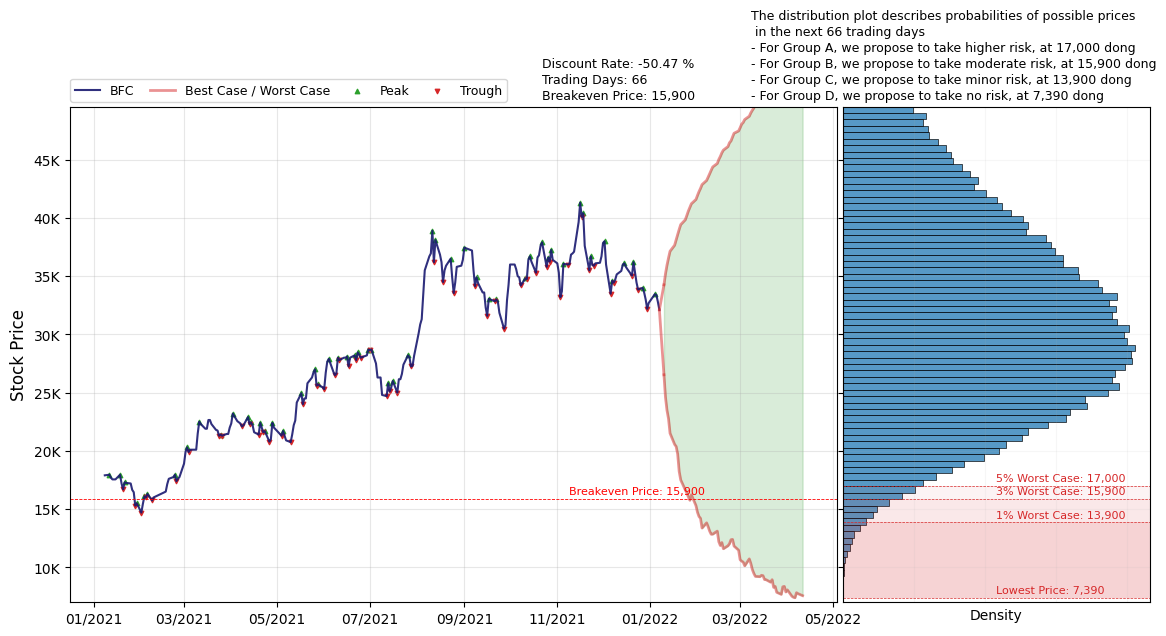 The distribution plot describes probabilities of possible prices
in the next 66 trading days
- For Group A, we propose to take higher risk, at 17,000 dong
- For Group B, we propose to take moderate risk, at 15,900 dong
- For Group C, we propose to take minor risk, at 13,900 dong
- For Group D, we propose to take no risk, at 7,390 dong
Discount Rate: -50.47 %
Trading Days: 66
Breakeven Price: 15,900
BFC
Best Case / Worst Case
Peak
Trough
Stock Price
45K
40K
35K
30K
25K
20K
15K
10K
Breakeven Price: 15,900
01/2021
03/2021
05/2021
07/2021
09/2021
11/2021
01/2022
03/2022
05/2022
5% Worst Case: 17,000
3% Worst Case: 15,900
1% Worst Case: 13,900
Lowest Price: 7,390
Density